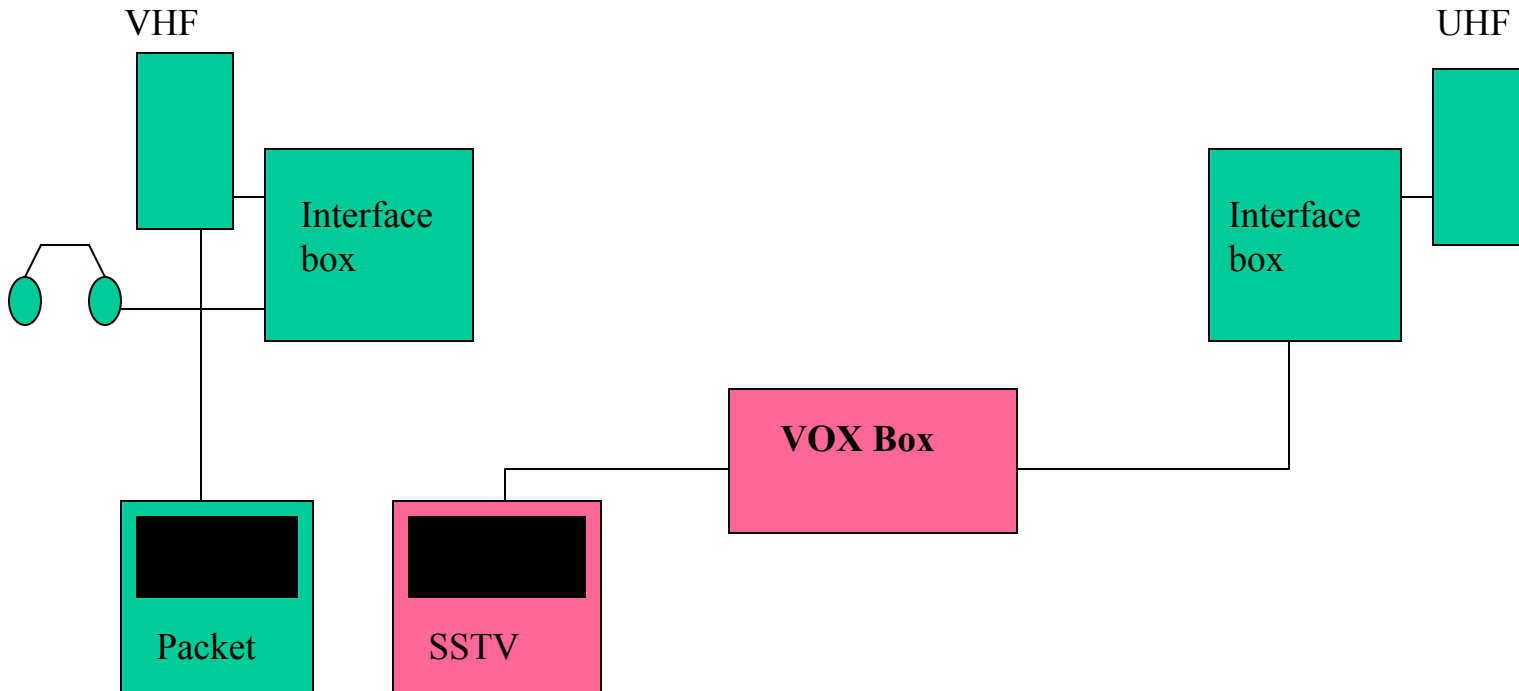 VHF
UHF
Interface
box
Interface
box
VOX Box
Packet
SSTV